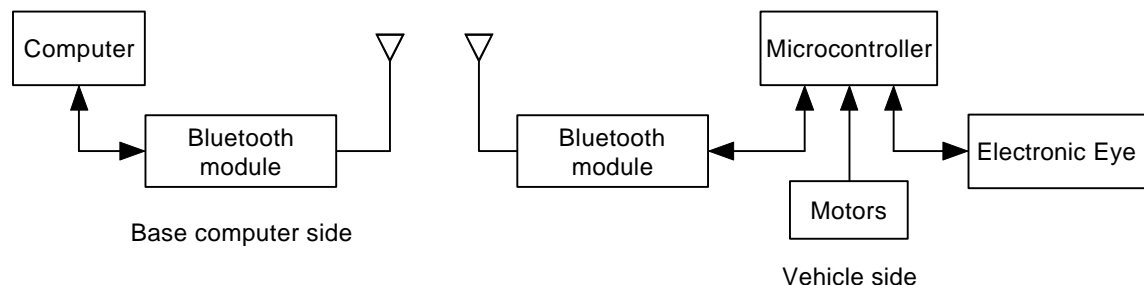 Computer
Bluetooth
module
Base computer side
Bluetooth
module
Microcontroller
Motors
Electronic Eye
Vehicle side